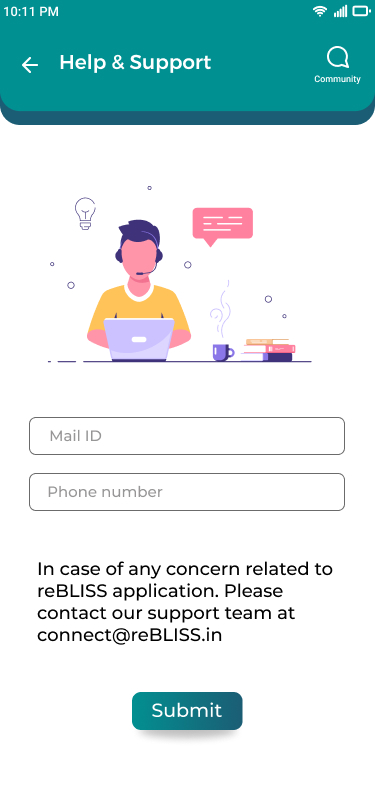 10:11 PM
Help & Support
Community
Mail ID
Phone number
In case of any concern related to
reBLISS application. Please
contact our support team at
connect@reBLISS.in
Submit